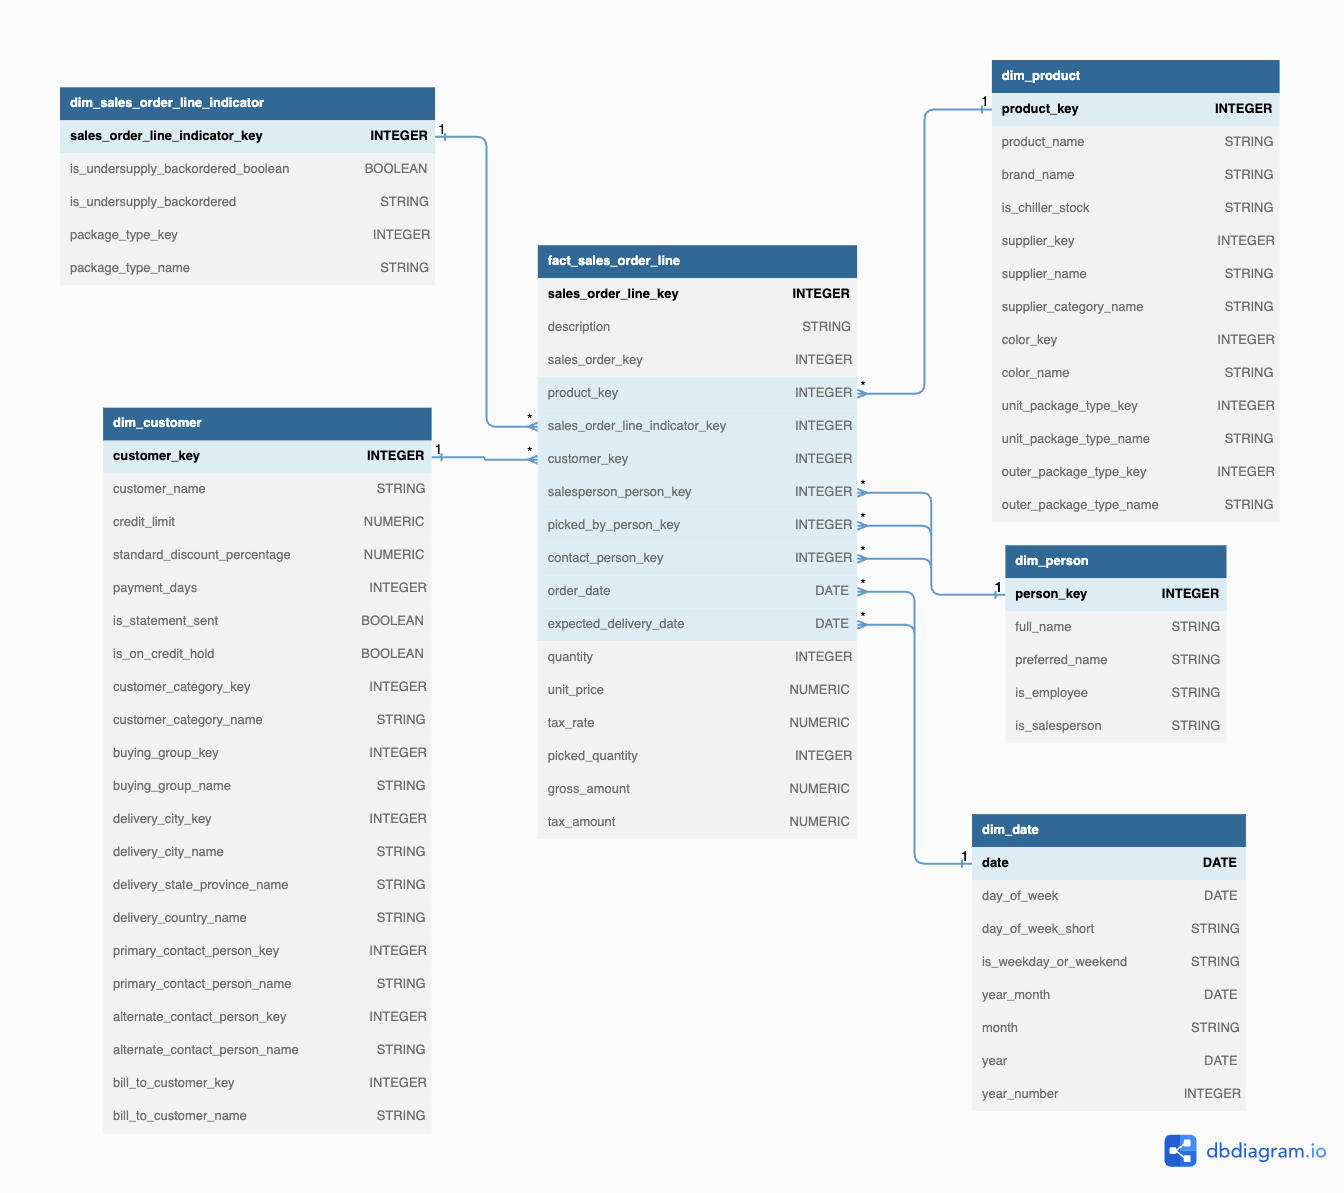 dim_sales_order_line_indicator
sales_order_line_indicator_key INTEGER
is_undersupply_backordered_boolean BOOLEAN
is_undersupply_backordered STRING
package_type_key INTEGER
package_type_name STRING
1
*
dim_customer
customer_key INTEGER
customer_name STRING
credit_limit NUMERIC
standard_discount_percentage NUMERIC
payment_days INTEGER
is_statement_sent BOOLEAN
is_on_credit_hold BOOLEAN
customer_category_key INTEGER
customer_category_name STRING
buying_group_key INTEGER
buying_group_name STRING
delivery_city_key INTEGER
delivery_city_name STRING
delivery_state_province_name STRING
delivery_country_name STRING
primary_contact_person_key INTEGER
primary_contact_person_name STRING
alternate_contact_person_key INTEGER
alternate_contact_person_name STRING
bill_to_customer_key INTEGER
bill_to_customer_name STRING
1
*
fact_sales_order_line
sales_order_line_key INTEGER
description STRING
sales_order_key INTEGER
product_key INTEGER *
sales_order_line_indicator_key INTEGER
customer_key INTEGER
salesperson_person_key INTEGER *
picked_by_person_key INTEGER *
contact_person_key INTEGER *
order_date DATE *
expected_delivery_date DATE *
quantity INTEGER
unit_price NUMERIC
tax_rate NUMERIC
picked_quantity INTEGER
gross_amount NUMERIC
tax_amount NUMERIC
dim_product
1 product_key INTEGER
product_name STRING
brand_name STRING
is_chiller_stock STRING
supplier_key INTEGER
supplier_name STRING
supplier_category_name STRING
color_key INTEGER
color_name STRING
unit_package_type_key INTEGER
unit_package_type_name STRING
outer_package_type_key INTEGER
outer_package_type_name STRING
dim_person
1 person_key INTEGER
full_name STRING
preferred_name STRING
is_employee STRING
is_salesperson STRING
dim_date
1 date DATE
day_of_week DATE
day_of_week_short STRING
is_weekday_or_weekend STRING
year_month DATE
month STRING
year DATE
year_number INTEGER
dbdiagram.io